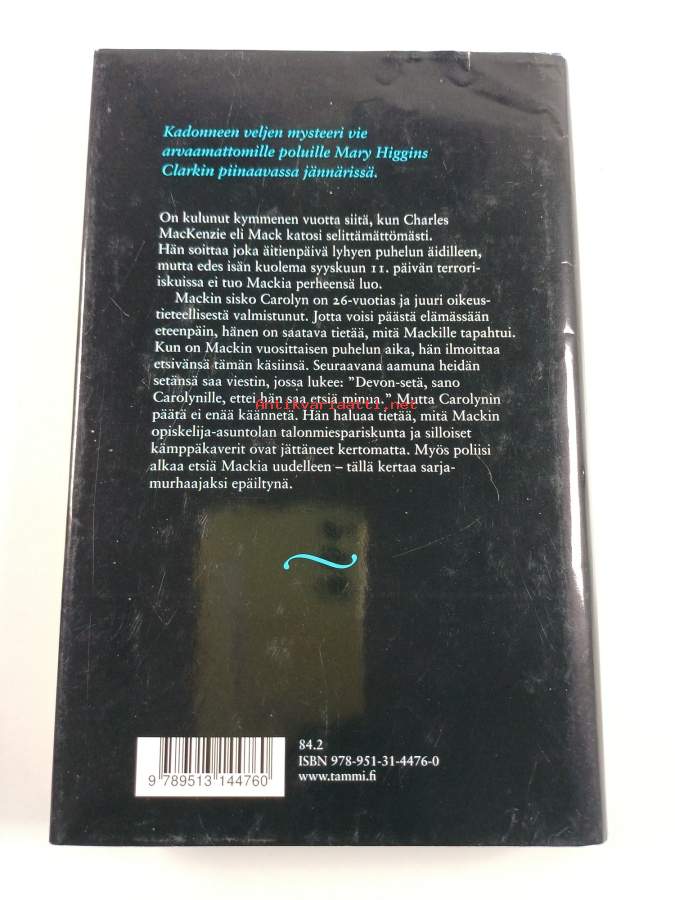 Kadonneen veljen mysteeri vie
arvaamattomille poluille Mary Higgins
Clarkin piinaavassa jännärissä.
On kulunut kymmenen vuotta siitä, kun Charles
MacKenzie eli Mack katosi selittämättömästi.
Hän soittaa joka äitienpäivä lyhyen puhelun äidilleen,
mutta edes isän kuolema syyskuun 11. päivän terrori-
iskuissa ei tuo Mackia perheensä luo.
Mackin sisko Carolyn on 26-vuotias ja juuri oikeus-
tieteellisestä valmistunut. Jotta voisi päästä elämässään
eteenpäin, hänen on saatava tietää, mitä Mackille tapahtui.
Kun on Mackin vuosittaisen puhelun aika, hän ilmoittaa
etsivänsä tämän käsiinsä. Seuraavana aamuna heidän
setänsä saa viestin, jossa lukee: ”Devon-setä, sano
Carolynille, ettei hän saa etsiä minua.” Mutta Carolynin
Antikvariaatti.net
päätä ei enää käännetä. Hän haluaa tietää, mitä Mackin
opiskelija-asuntolan talonmiespariskunta ja silloiset
kämppäkaverit ovat jättäneet kertomatta. Myös poliisi
alkaa etsiä Mackia uudelleen – tällä kertaa sarja-
murhaajaksi epäiltynä.
84.2
ISBN 978-951-31-4476-0
www.tammi.fi
9 789513 144760